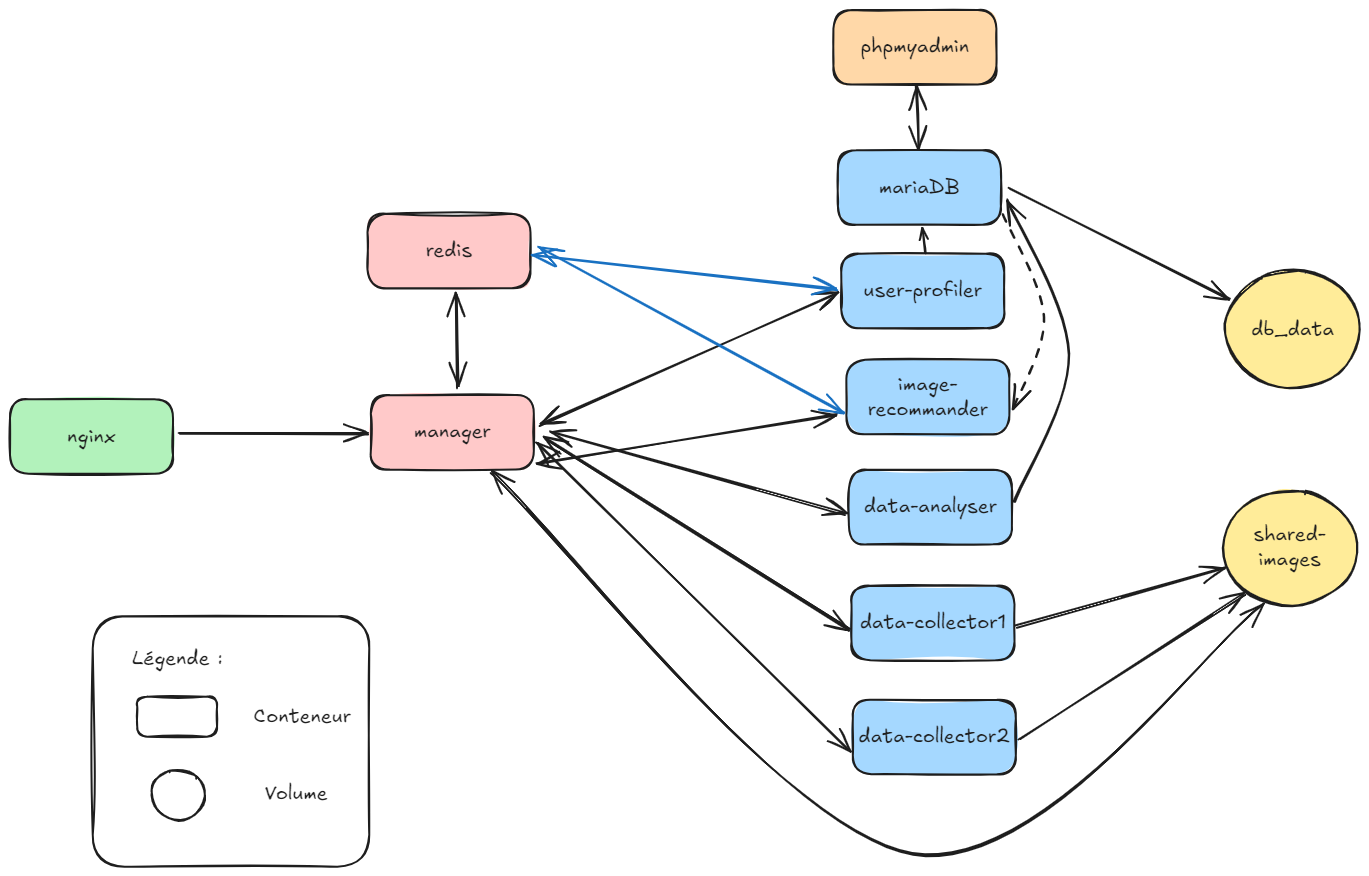 phpmyadmin
mariaDB
redis
user-profiler
db_data
image-
recommander
nginx
manager
data-analyser
shared-
images
data-collector1
data-collector2
Légende :
Conteneur
Volume